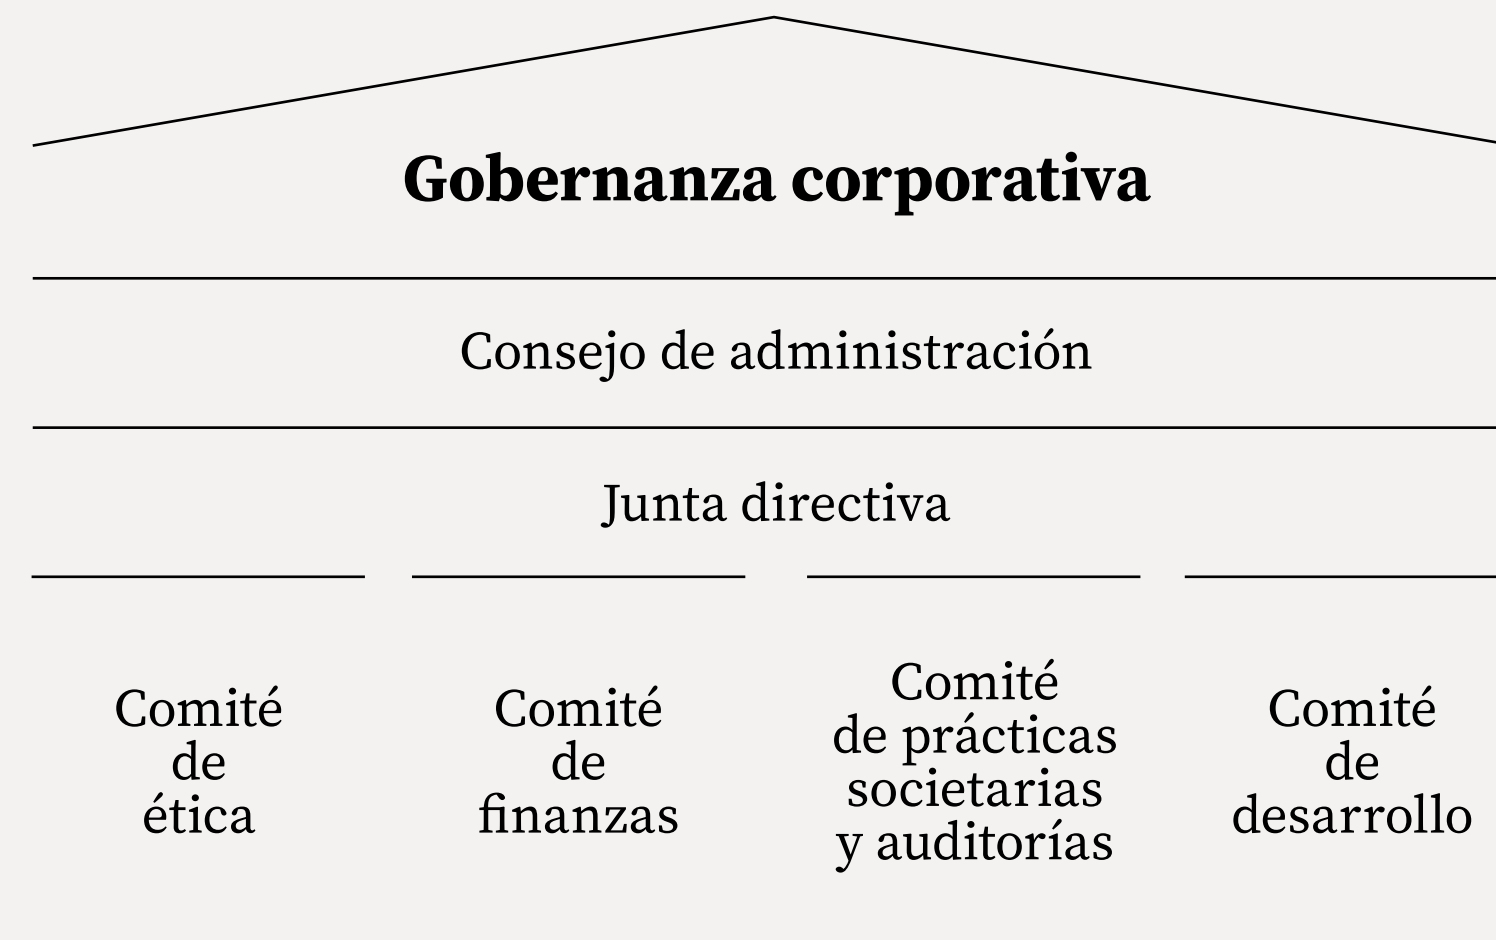 Gobernanza corporativa
Consejo de administración
Junta directiva
Comité
de
ética
Comité
de
finanzas
Comité
de prácticas
societarias
y auditorías
Comité
de
desarrollo